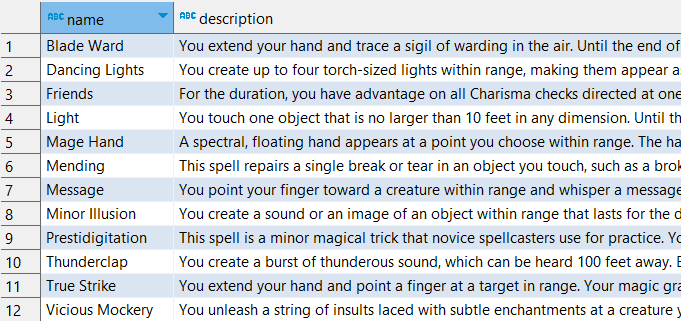 ABC name ABC description
1 Blade Ward You extend your hand and trace a sigil of warding in the air. Until the end of
2 Dancing Lights You create up to four torch-sized lights within range, making them appear as
3 Friends For the duration, you have advantage on all Charisma checks directed at one
4 Light You touch one object that is no larger than 10 feet in any dimension. Until th
5 Mage Hand A spectral, floating hand appears at a point you choose within range. The ha
6 Mending This spell repairs a single break or tear in an object you touch, such as a brok
7 Message You point your finger toward a creature within range and whisper a message
8 Minor Illusion You create a sound or an image of an object within range that lasts for the d
9 Prestidigitation This spell is a minor magical trick that novice spellcasters use for practice. Yo
10 Thunderclap You create a burst of thunderous sound, which can be heard 100 feet away. E
11 True Strike You extend your hand and point a finger at a target in range. Your magic gra
12 Vicious Mockery You unleash a string of insults laced with subtle enchantments at a creature y